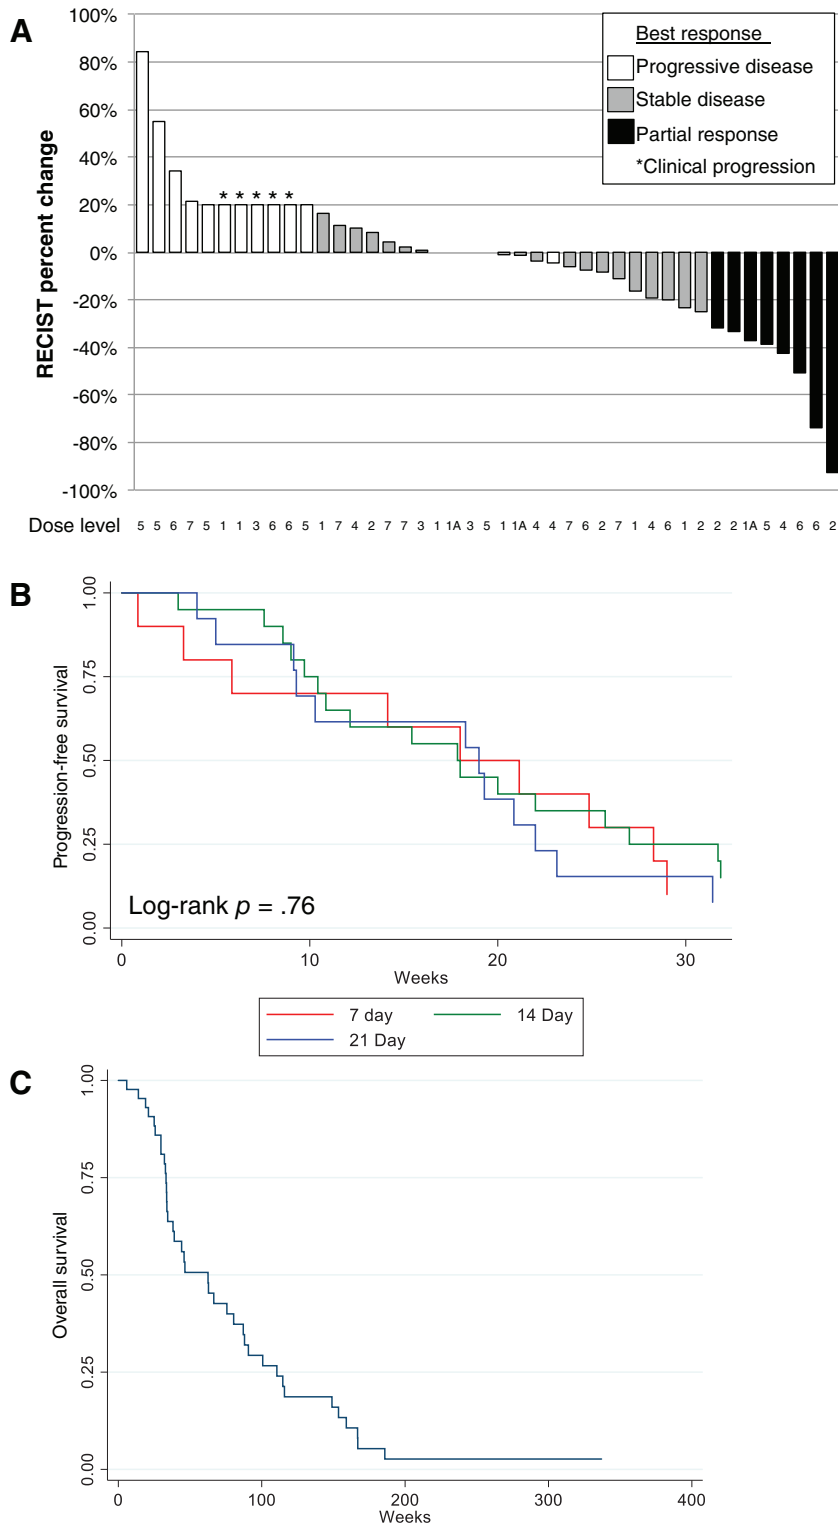 A
100%
80%
60%
40%
20%
0%
-20%
-40%
-60%
-80%
-100%
RECIST percent change
Best response
Progressive disease
Stable disease
Partial response
*Clinical progression
* * * * *
Dose level 5 5 6 7 5 1 1 3 6 6 5 1 7 4 2 7 7 3 1 1A 3 5 1 1A 4 4 7 6 2 7 1 4 6 1 2 2 2 1A 5 4 6 6 2
B
1.00
0.75
0.50
0.25
0.00
Progression-free survival
Log-rank p = .76
0 10 20 30
Weeks
7 day 14 Day
21 Day
C
1.00
0.75
0.50
0.25
0.00
Overall survival
0 100 200 300 400
Weeks